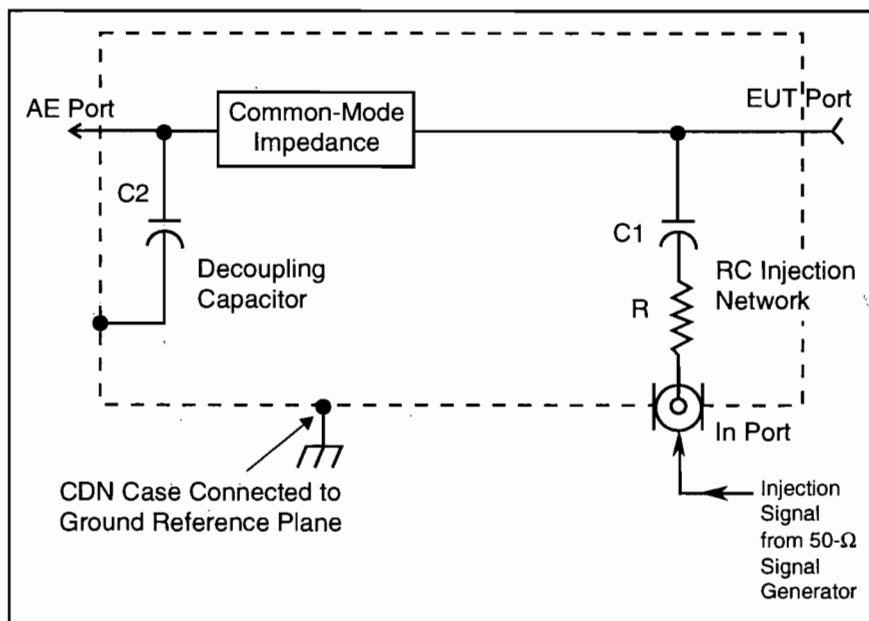 AE Port
Common-Mode
Impedance
EUT Port
C2
C1
Decoupling
Capacitor
RC Injection
Network
R
In Port
CDN Case Connected to
Ground Reference Plane
Injection
Signal
from 50-Ω
Signal
Generator